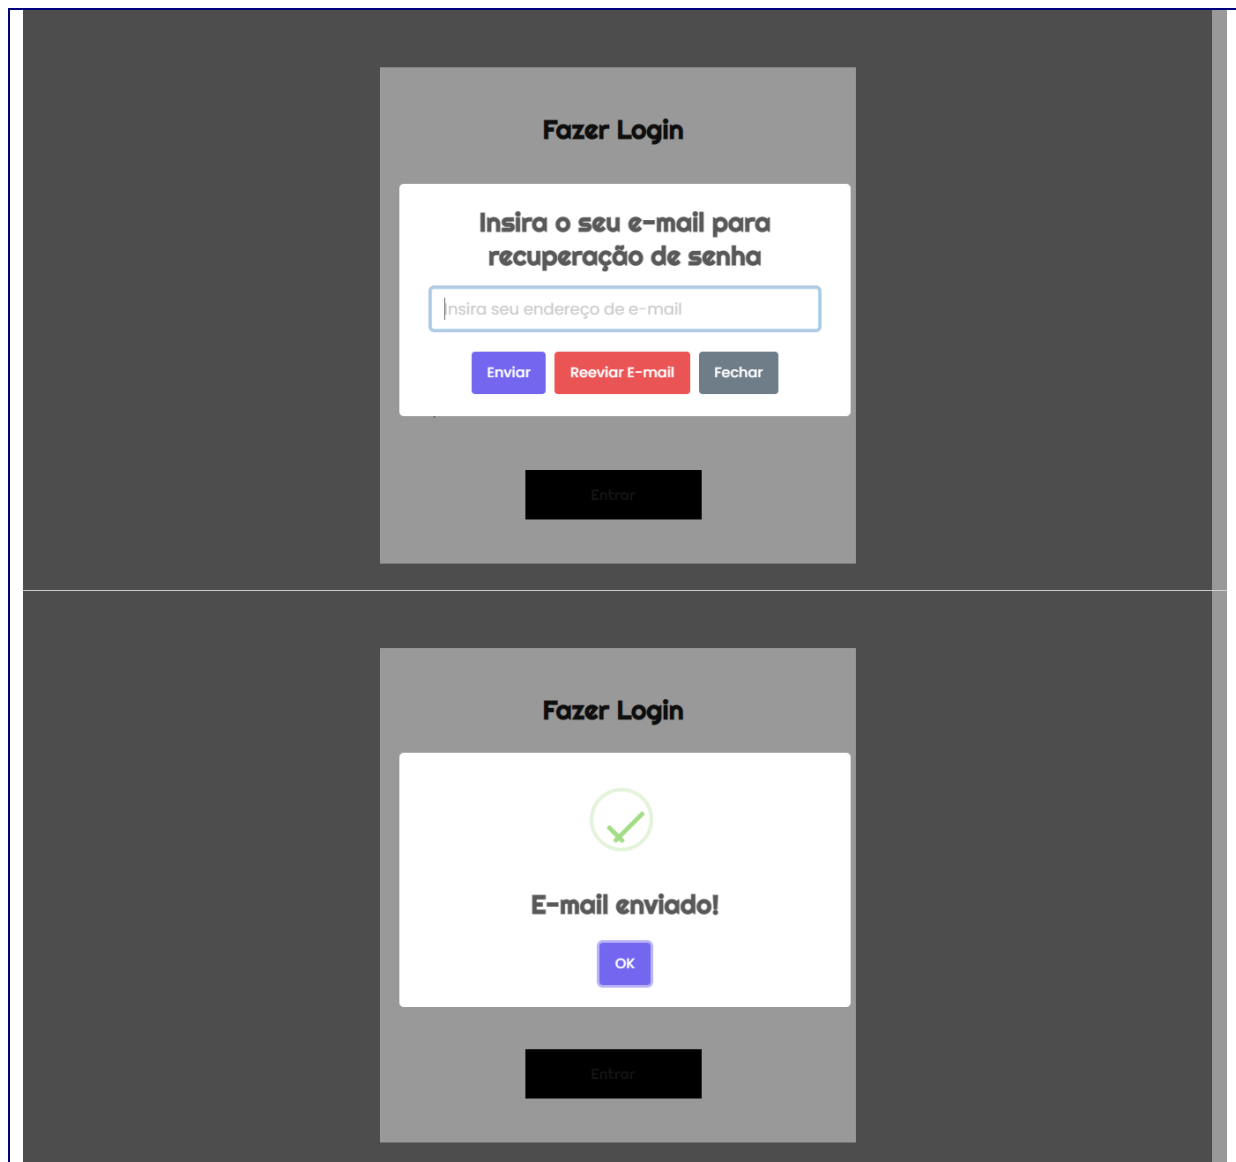 Fazer Login
Insira o seu e-mail para
recuperação de senha
Insira seu endereço de e-mail
Enviar Reeviar E-mail Fechar
Entrar
Fazer Login
E-mail enviado!
OK
Entrar